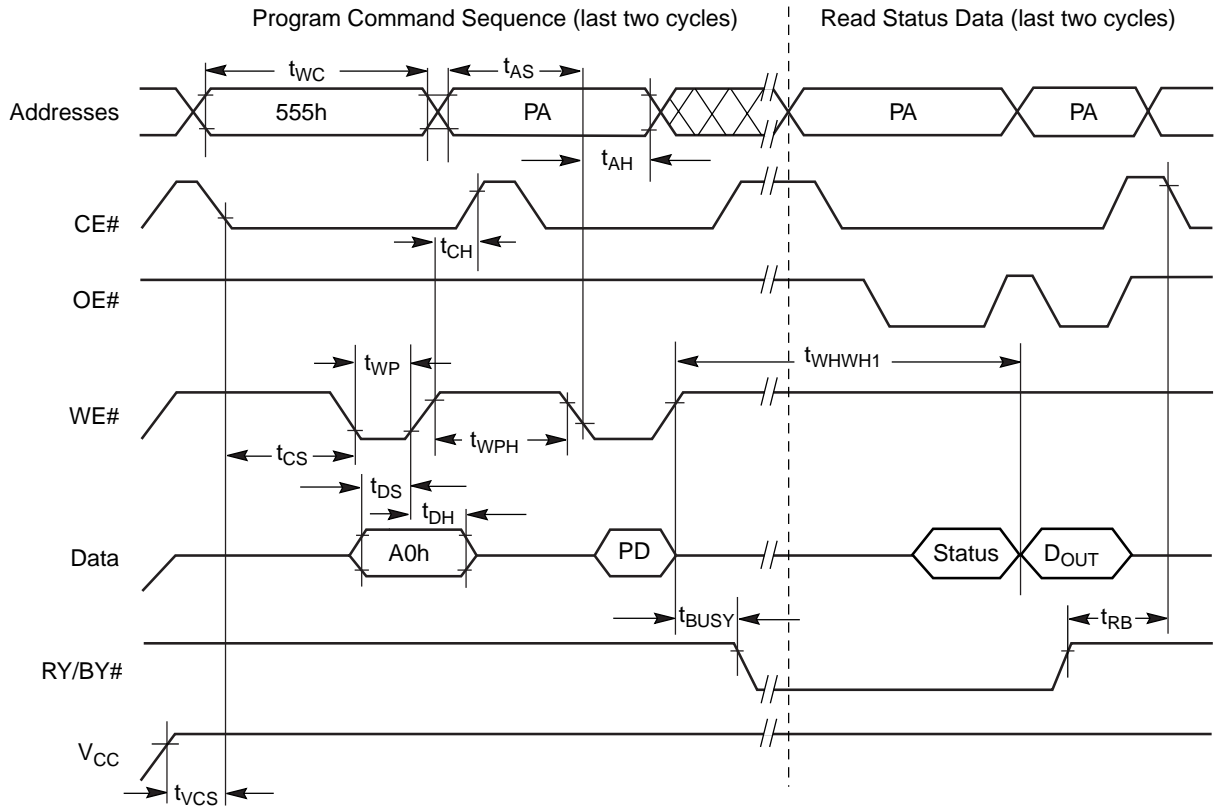 Program Command Sequence (last two cycles)
Read Status Data (last two cycles)
tWC
tAS
Addresses
555h
PA
PA
PA
tAH
CE#
tCH
OE#
tWP
tWHWH1
WE#
tCS
tWPH
tDS
tDH
Data
A0h
PD
Status
DOUT
tBUSY
tRB
RY/BY#
VCC
tVCS